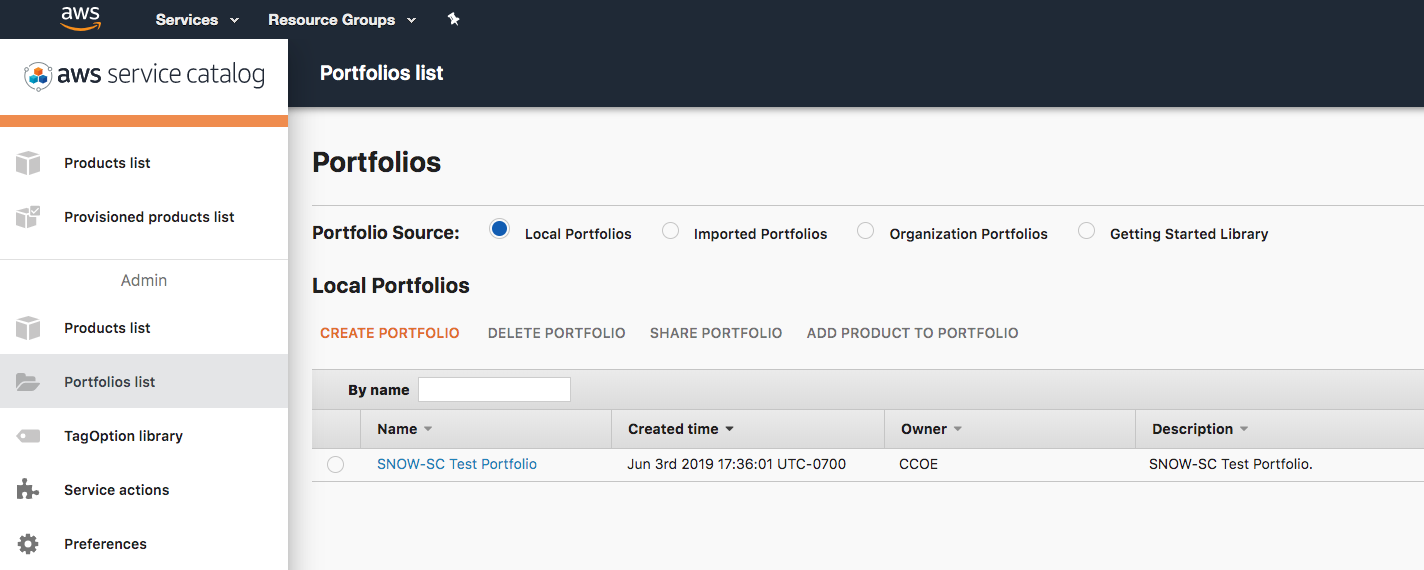 aws Services Resource Groups
aws service catalog
Portfolios list
Products list
Provisioned products list
Admin
Products list
Portfolios list
TagOption library
Service actions
Preferences
Portfolios
Portfolio Source: Local Portfolios Imported Portfolios Organization Portfolios Getting Started Library
Local Portfolios
CREATE PORTFOLIO DELETE PORTFOLIO SHARE PORTFOLIO ADD PRODUCT TO PORTFOLIO
By name
Name Created time Owner Description
SNOW-SC Test Portfolio Jun 3rd 2019 17:36:01 UTC-0700 CCOE SNOW-SC Test Portfolio.